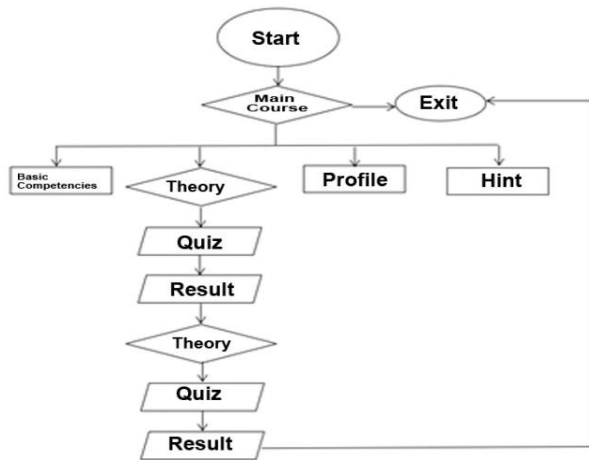 Start
Main
Course
Exit
Basic
Competencies
Theory
Profile
Hint
Quiz
Result
Theory
Quiz
Result